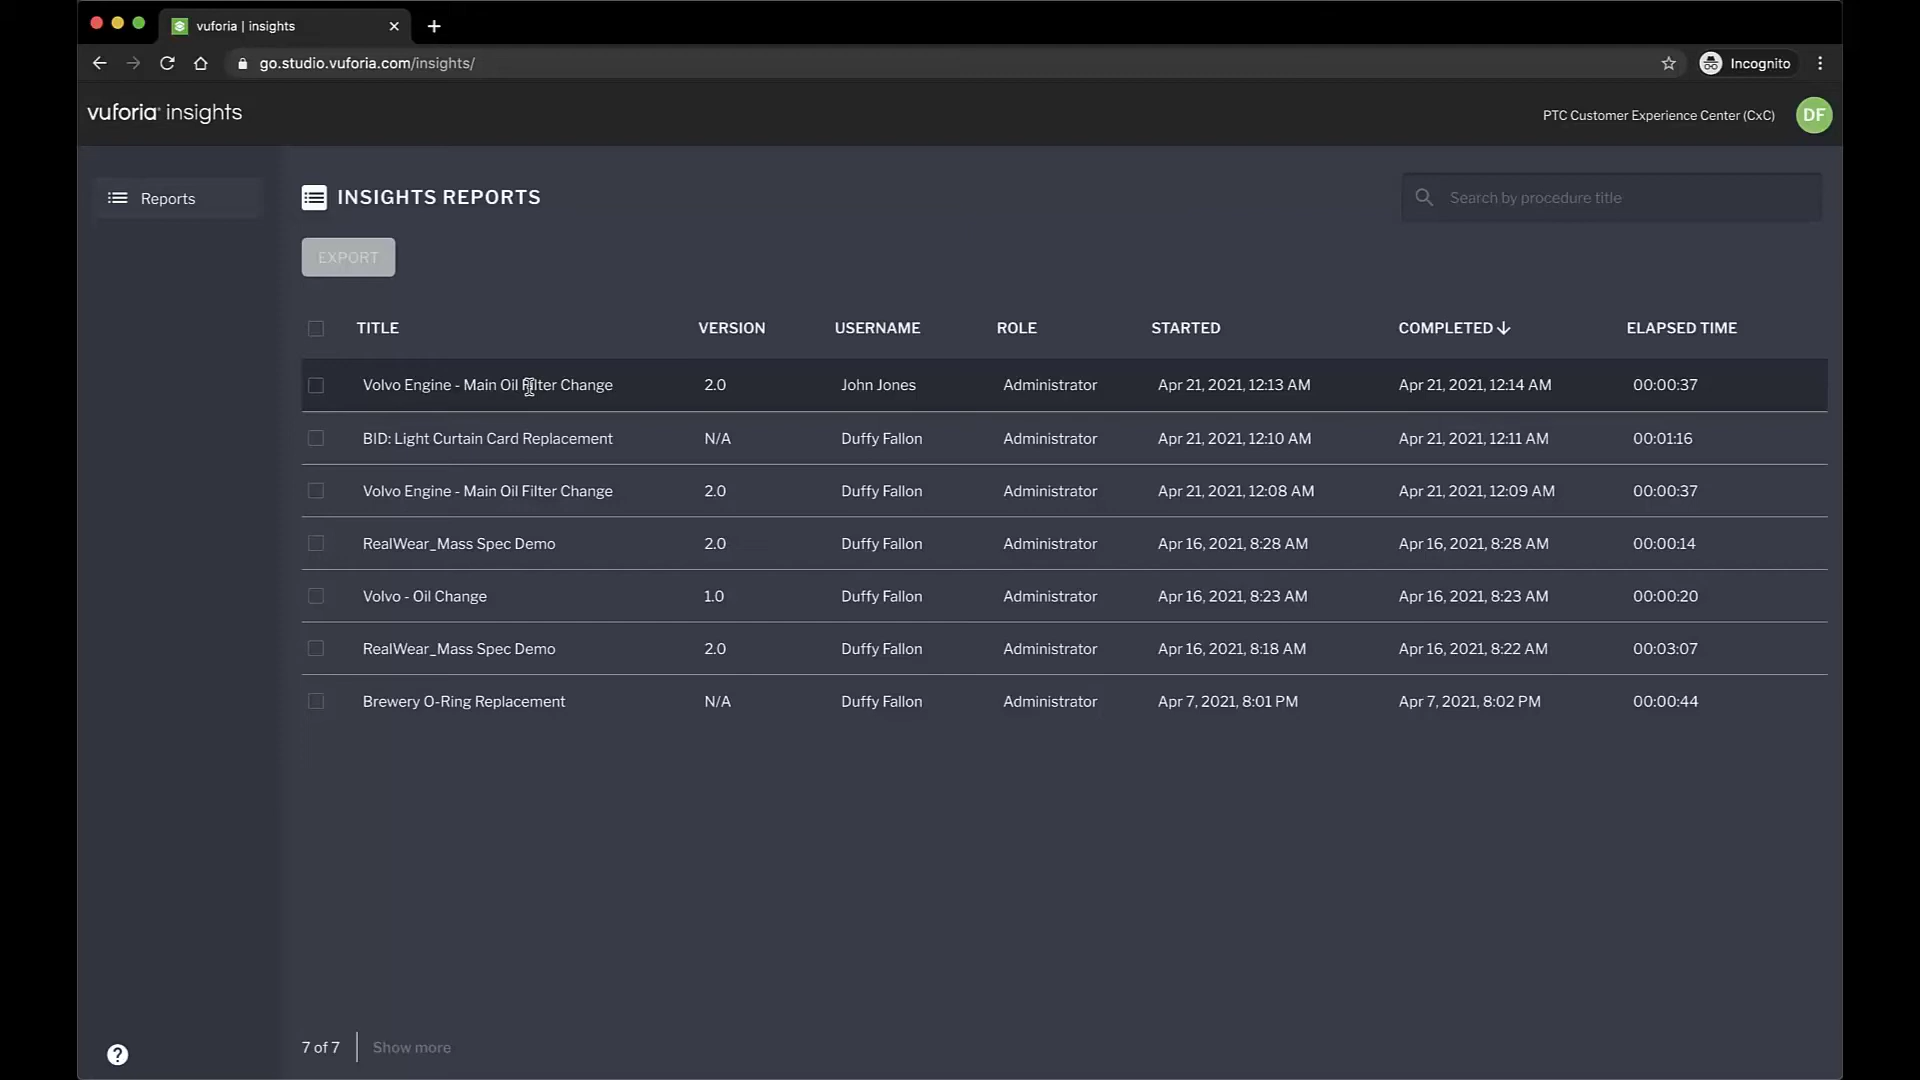 vuforia | insights
go.studio.vuforia.com/insights/
Incognito
vuforia insights
PTC Customer Experience Center (CxC)
DF
Reports
INSIGHTS REPORTS
Search by procedure title
EXPORT
TITLE VERSION USERNAME ROLE STARTED COMPLETED ELAPSED TIME
Volvo Engine - Main Oil Filter Change 2.0 John Jones Administrator Apr 21, 2021, 12:13 AM Apr 21, 2021, 12:14 AM 00:00:37
BID: Light Curtain Card Replacement N/A Duffy Fallon Administrator Apr 21, 2021, 12:10 AM Apr 21, 2021, 12:11 AM 00:01:16
Volvo Engine - Main Oil Filter Change 2.0 Duffy Fallon Administrator Apr 21, 2021, 12:08 AM Apr 21, 2021, 12:09 AM 00:00:37
RealWear_Mass Spec Demo 2.0 Duffy Fallon Administrator Apr 16, 2021, 8:28 AM Apr 16, 2021, 8:28 AM 00:00:14
Volvo - Oil Change 1.0 Duffy Fallon Administrator Apr 16, 2021, 8:23 AM Apr 16, 2021, 8:23 AM 00:00:20
RealWear_Mass Spec Demo 2.0 Duffy Fallon Administrator Apr 16, 2021, 8:18 AM Apr 16, 2021, 8:22 AM 00:03:07
Brewery O-Ring Replacement N/A Duffy Fallon Administrator Apr 7, 2021, 8:01 PM Apr 7, 2021, 8:02 PM 00:00:44
7 of 7 Show more